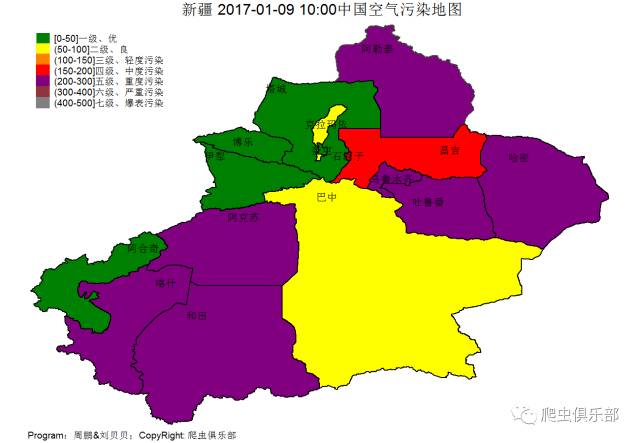 新疆 2017-01-09 10:00中国空气污染地图
[0-50]一级、优
(50-100]二级、良
(100-150]三级、轻度污染
(150-200]四级、中度污染
(200-300]五级、重度污染
(300-400]六级、严重污染
(400-500]七级、爆表污染
阿勒泰
塔城
克拉玛依
博乐
伊犁
石河子
昌吉
哈密
乌鲁木齐
巴中
吐鲁番
阿克苏
阿合奇
喀什
和田
Program：周鹏&刘贝贝；CopyRight: 爬虫俱乐部
爬虫俱乐部